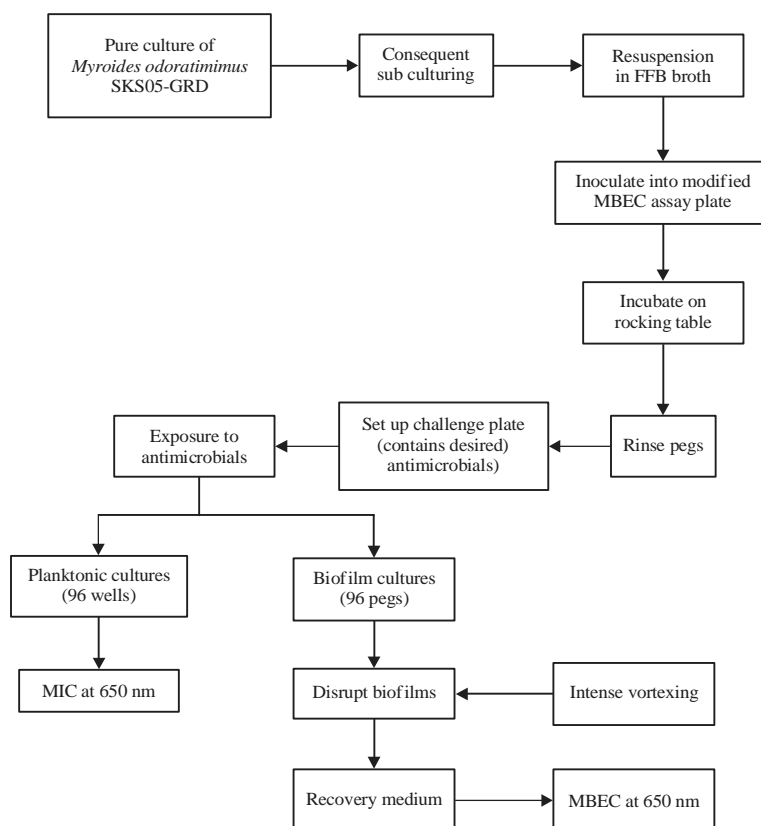 Pure culture of
Myroides odoratimimus
SKS05-GRD
Consequent
sub culturing
Resuspension
in FFB broth
Inoculate into modified
MBEC assay plate
Incubate on
rocking table
Rinse pegs
Set up challenge plate
(contains desired)
antimicrobials)
Exposure to
antimicrobials
Planktonic cultures
(96 wells)
MIC at 650 nm
Biofilm cultures
(96 pegs)
Disrupt biofilms
Intense vortexing
Recovery medium
MBEC at 650 nm